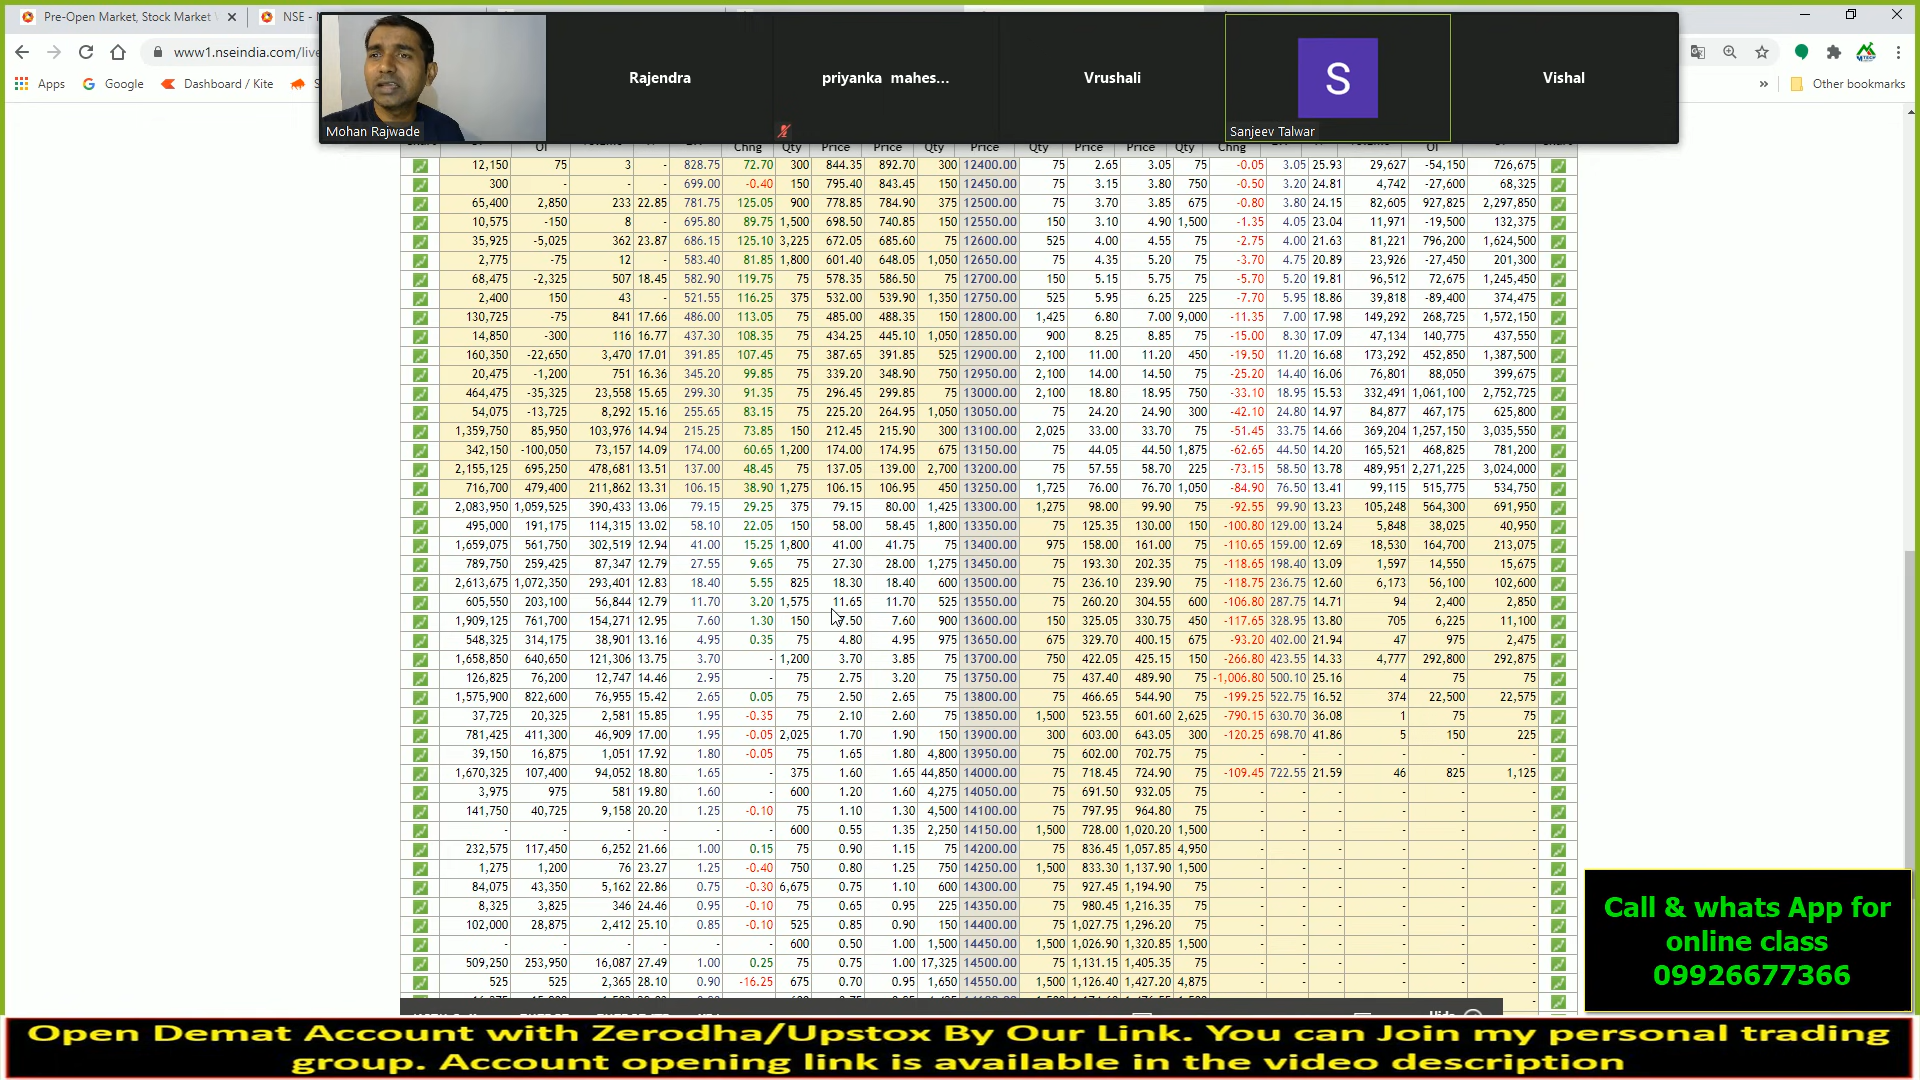 Pre-Open Market, Stock Market
NSE -
www1.nseindia.com/live
Apps Google Dashboard / Kite Other bookmarks
Mohan Rajwade Rajendra priyanka mahes... Vrushali S Sanjeev Talwar Vishal
OI Chng Qty Price Price Qty Price Qty Price Price Qty Chng OI
12,150 75 3 - 828.75 72.70 300 844.35 892.70 300 12400.00 75 2.65 3.05 75 -0.05 3.05 25.93 29,627 -54,150 726,675
300 - - - 699.00 -0.40 150 795.40 843.45 150 12450.00 75 3.15 3.80 750 -0.50 3.20 24.81 4,742 -27,600 68,325
65,400 2,850 233 22.85 781.75 125.05 900 778.85 784.90 375 12500.00 75 3.70 3.85 675 -0.80 3.80 24.15 82,605 927,825 2,297,850
10,575 -150 8 - 695.80 89.75 1,500 698.50 740.85 150 12550.00 150 3.10 4.90 1,500 -1.35 4.05 23.04 11,971 -19,500 132,375
35,925 -5,025 362 23.87 686.15 125.10 3,225 672.05 685.60 75 12600.00 525 4.00 4.55 75 -2.75 4.00 21.63 81,221 796,200 1,624,500
2,775 -75 12 - 583.40 81.85 1,800 601.40 648.05 1,050 12650.00 75 4.35 5.20 75 -3.70 4.75 20.89 23,926 -27,450 201,300
68,475 -2,325 507 18.45 582.90 119.75 75 578.35 586.50 75 12700.00 150 5.15 5.75 75 -5.70 5.20 19.81 96,512 72,675 1,245,450
2,400 150 43 - 521.55 116.25 375 532.00 539.90 1,350 12750.00 525 5.95 6.25 225 -7.70 5.95 18.86 39,818 -89,400 374,475
130,725 -75 841 17.66 486.00 113.05 75 485.00 488.35 150 12800.00 1,425 6.80 7.00 9,000 -11.35 7.00 17.98 149,292 268,725 1,572,150
14,850 -300 116 16.77 437.30 108.35 75 434.25 445.10 1,050 12850.00 900 8.25 8.85 75 -15.00 8.30 17.09 47,134 140,775 437,550
160,350 -22,650 3,470 17.01 391.85 107.45 75 387.65 391.85 525 12900.00 2,100 11.00 11.20 450 -19.50 11.20 16.68 173,292 452,850 1,387,500
20,475 -1,200 751 16.36 345.20 99.85 75 339.20 348.90 750 12950.00 2,100 14.00 14.50 75 -25.20 14.40 16.06 76,801 88,050 399,675
464,475 -35,325 23,558 15.65 299.30 91.35 75 296.45 299.85 75 13000.00 2,100 18.80 18.95 750 -33.10 18.95 15.53 332,491 1,061,100 2,752,725
54,075 -13,725 8,292 15.16 255.65 83.15 75 225.20 264.95 1,050 13050.00 75 24.20 24.90 300 -42.10 24.80 14.97 84,877 467,175 625,800
1,359,750 85,950 103,976 14.94 215.25 73.85 150 212.45 215.90 300 13100.00 2,025 33.00 33.70 75 -51.45 33.75 14.66 369,204 1,257,150 3,035,550
342,150 -100,050 73,157 14.09 174.00 60.65 1,200 174.00 174.95 675 13150.00 75 44.05 44.50 1,875 -62.65 44.50 14.20 165,521 468,825 781,200
2,155,125 695,250 478,681 13.51 137.00 48.45 75 137.05 139.00 2,700 13200.00 75 57.55 58.70 225 -73.15 58.50 13.78 489,951 2,271,225 3,024,000
716,700 479,400 211,862 13.31 106.15 38.90 1,275 106.15 106.95 450 13250.00 1,725 76.00 76.70 1,050 -84.90 76.50 13.41 99,115 515,775 534,750
2,083,950 1,059,525 390,433 13.06 79.15 29.25 375 79.15 80.00 1,425 13300.00 1,275 98.00 99.90 75 -92.55 99.90 13.23 105,248 564,300 691,950
495,000 191,175 114,315 13.02 58.10 22.05 150 58.00 58.45 1,800 13350.00 75 125.35 130.00 150 -100.80 129.00 13.24 5,848 38,025 40,950
1,659,075 561,750 302,519 12.94 41.00 15.25 1,800 41.00 41.75 75 13400.00 975 158.00 161.00 75 -110.65 159.00 12.69 18,530 164,700 213,075
789,750 259,425 87,347 12.79 27.55 9.65 75 27.30 28.00 1,275 13450.00 75 193.30 202.35 75 -118.65 198.40 13.09 1,597 14,550 15,675
2,613,675 1,072,350 293,401 12.83 18.40 5.55 825 18.30 18.40 600 13500.00 75 236.10 239.90 75 -118.75 236.75 12.60 6,173 56,100 102,600
605,550 203,100 56,844 12.79 11.70 3.20 1,575 11.65 11.70 525 13550.00 75 260.20 304.55 600 -106.80 287.75 14.71 94 2,400 2,850
1,909,125 761,700 154,271 12.95 7.60 1.30 150 7.50 7.60 900 13600.00 150 325.05 330.75 450 -117.65 328.95 13.80 705 6,225 11,100
548,325 314,175 38,901 13.16 4.95 0.35 75 4.80 4.95 975 13650.00 675 329.70 400.15 675 -93.20 402.00 21.94 47 975 2,475
1,658,850 640,650 121,306 13.75 3.70 - 1,200 3.70 3.85 75 13700.00 750 422.05 425.15 150 -266.80 423.55 14.33 4,777 292,800 292,875
126,825 76,200 12,747 14.46 2.95 - 75 2.75 3.20 75 13750.00 75 437.40 489.90 75 -1,006.80 500.10 25.16 4 75 75
1,575,900 822,600 76,955 15.42 2.65 0.05 75 2.50 2.65 75 13800.00 75 466.65 544.90 75 -199.25 522.75 16.52 374 22,500 22,575
37,725 20,325 2,581 15.85 1.95 -0.35 75 2.10 2.60 75 13850.00 1,500 523.55 601.60 2,625 -790.15 630.70 36.08 1 75 75
781,425 411,300 46,909 17.00 1.95 -0.05 2,025 1.70 1.90 150 13900.00 300 603.00 643.05 300 -120.25 698.70 41.86 5 150 225
39,150 16,875 1,051 17.92 1.80 -0.05 75 1.65 1.80 4,800 13950.00 75 602.00 702.75 75 - - - - - -
1,670,325 107,400 94,052 18.80 1.65 - 375 1.60 1.65 44,850 14000.00 75 718.45 724.90 75 -109.45 722.55 21.59 46 825 1,125
3,975 975 581 19.80 1.60 - 600 1.20 1.60 4,275 14050.00 75 691.50 932.05 75 - - - - - -
141,750 40,725 9,158 20.20 1.25 -0.10 75 1.10 1.30 4,500 14100.00 75 797.95 964.80 75 - - - - - -
- - - - - - 600 0.55 1.35 2,250 14150.00 1,500 728.00 1,020.20 1,500 - - - - - -
232,575 117,450 6,252 21.66 1.00 0.15 75 0.90 1.15 75 14200.00 75 836.45 1,057.85 4,950 - - - - - -
1,275 1,200 76 23.27 1.25 -0.40 750 0.80 1.25 750 14250.00 1,500 833.30 1,137.90 1,500 - - - - - -
84,075 43,350 5,162 22.86 0.75 -0.30 6,675 0.75 1.10 600 14300.00 75 927.45 1,194.90 75 - - - - - -
8,325 3,825 346 24.46 0.95 -0.10 75 0.65 0.95 225 14350.00 75 980.45 1,216.35 75 - - - - - -
102,000 28,875 2,412 25.10 0.85 -0.10 525 0.85 0.90 150 14400.00 75 1,027.75 1,296.20 75 - - - - - -
- - - - - - 600 0.50 1.00 1,500 14450.00 1,500 1,026.90 1,320.85 1,500 - - - - - -
509,250 253,950 16,087 27.49 1.00 0.25 75 0.75 1.00 17,325 14500.00 75 1,131.15 1,405.35 75 - - - - - -
525 525 2,365 28.10 0.90 -16.25 675 0.70 0.95 1,650 14550.00 1,500 1,126.40 1,427.20 4,875 - - - - - -
Call & whats App for
online class
09926677366
Open Demat Account with Zerodha/Upstox By Our Link. You can Join my personal trading
group. Account opening link is available in the video description